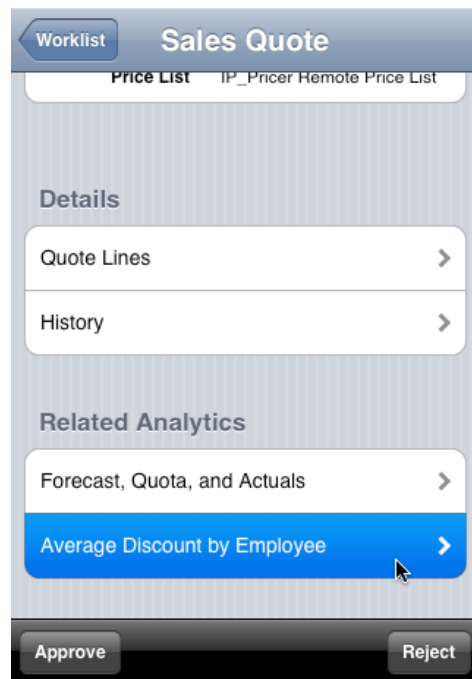 Worklist
Sales Quote
Price List IP_Pricer Remote Price List
Details
Quote Lines
History
Related Analytics
Forecast, Quota, and Actuals
Average Discount by Employee
Approve Reject